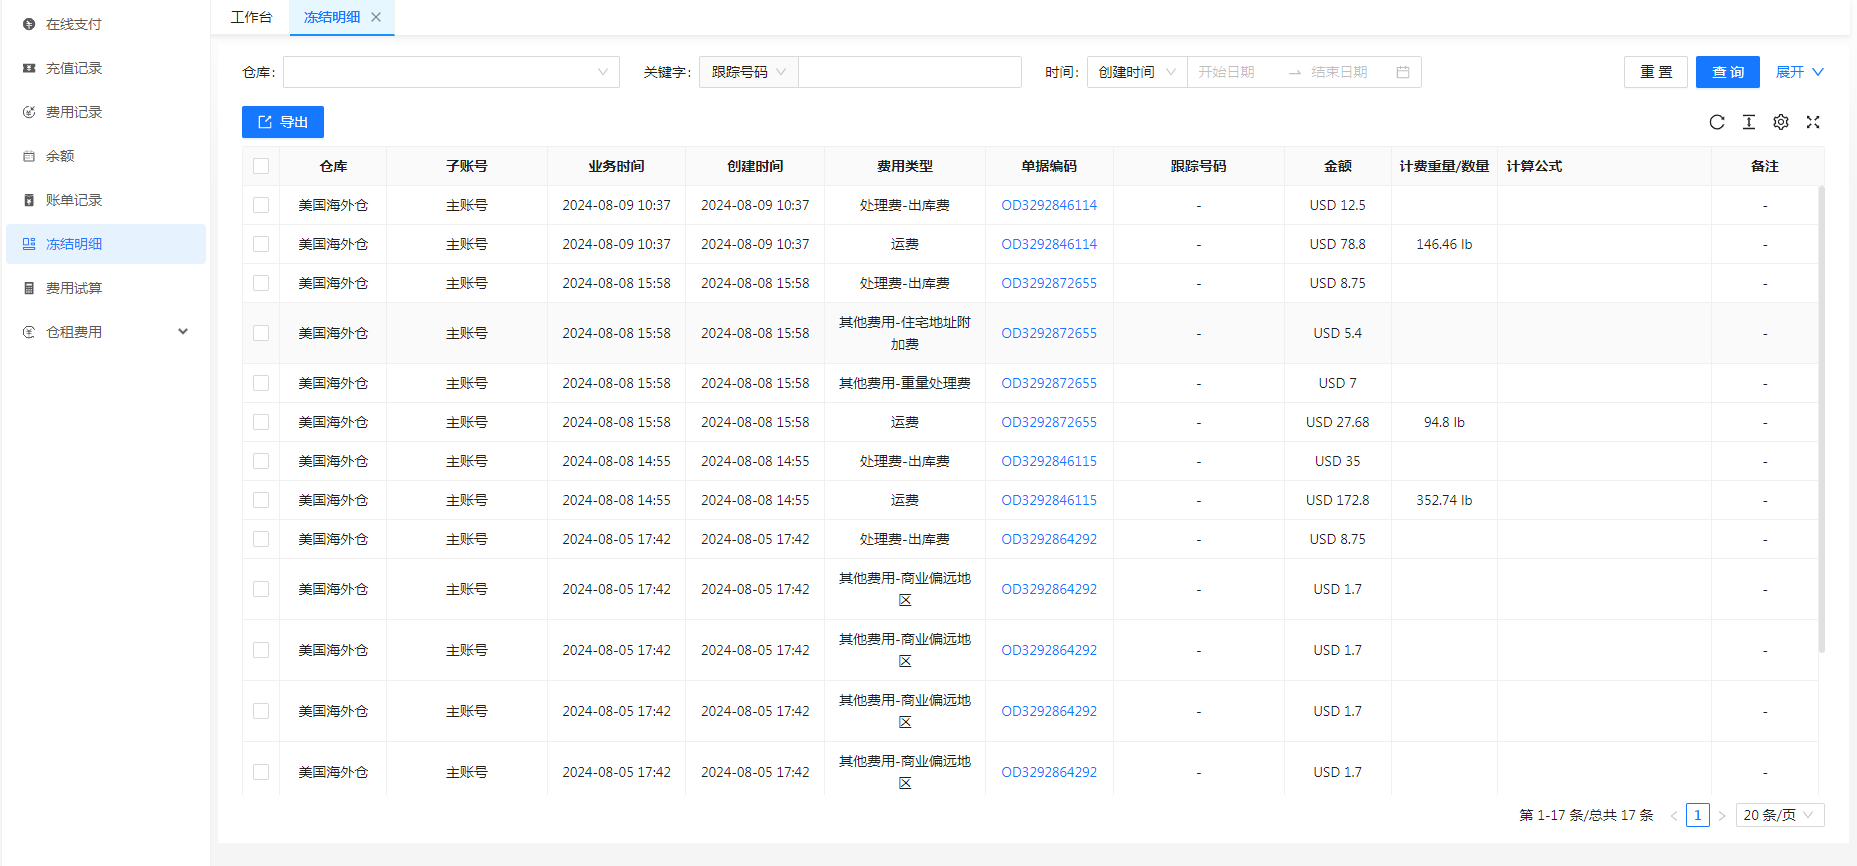 在线支付
充值记录
费用记录
余额
账单记录
冻结明细
费用试算
仓租费用
工作台
冻结明细
仓库:
关键字: 跟踪号码
时间: 创建时间 开始日期 结束日期
重 置 查 询 展开
导出
仓库 子账号 业务时间 创建时间 费用类型 单据编码 跟踪号码 金额 计费重量/数量 计算公式 备注
美国海外仓 主账号 2024-08-09 10:37 2024-08-09 10:37 处理费-出库费 OD3292846114 - USD 12.5 -
美国海外仓 主账号 2024-08-09 10:37 2024-08-09 10:37 运费 OD3292846114 - USD 78.8 146.46 lb -
美国海外仓 主账号 2024-08-08 15:58 2024-08-08 15:58 处理费-出库费 OD3292872655 - USD 8.75 -
美国海外仓 主账号 2024-08-08 15:58 2024-08-08 15:58 其他费用-住宅地址附 OD3292872655 - USD 5.4 -
加费
美国海外仓 主账号 2024-08-08 15:58 2024-08-08 15:58 其他费用-重量处理费 OD3292872655 - USD 7 -
美国海外仓 主账号 2024-08-08 15:58 2024-08-08 15:58 运费 OD3292872655 - USD 27.68 94.8 lb -
美国海外仓 主账号 2024-08-08 14:55 2024-08-08 14:55 处理费-出库费 OD3292846115 - USD 35 -
美国海外仓 主账号 2024-08-08 14:55 2024-08-08 14:55 运费 OD3292846115 - USD 172.8 352.74 lb -
美国海外仓 主账号 2024-08-05 17:42 2024-08-05 17:42 处理费-出库费 OD3292864292 - USD 8.75 -
美国海外仓 主账号 2024-08-05 17:42 2024-08-05 17:42 其他费用-商业偏远地 OD3292864292 - USD 1.7 -
区
美国海外仓 主账号 2024-08-05 17:42 2024-08-05 17:42 其他费用-商业偏远地 OD3292864292 - USD 1.7 -
区
美国海外仓 主账号 2024-08-05 17:42 2024-08-05 17:42 其他费用-商业偏远地 OD3292864292 - USD 1.7 -
区
美国海外仓 主账号 2024-08-05 17:42 2024-08-05 17:42 其他费用-商业偏远地 OD3292864292 - USD 1.7 -
区
第 1-17 条/总共 17 条 < 1 > 20 条/页